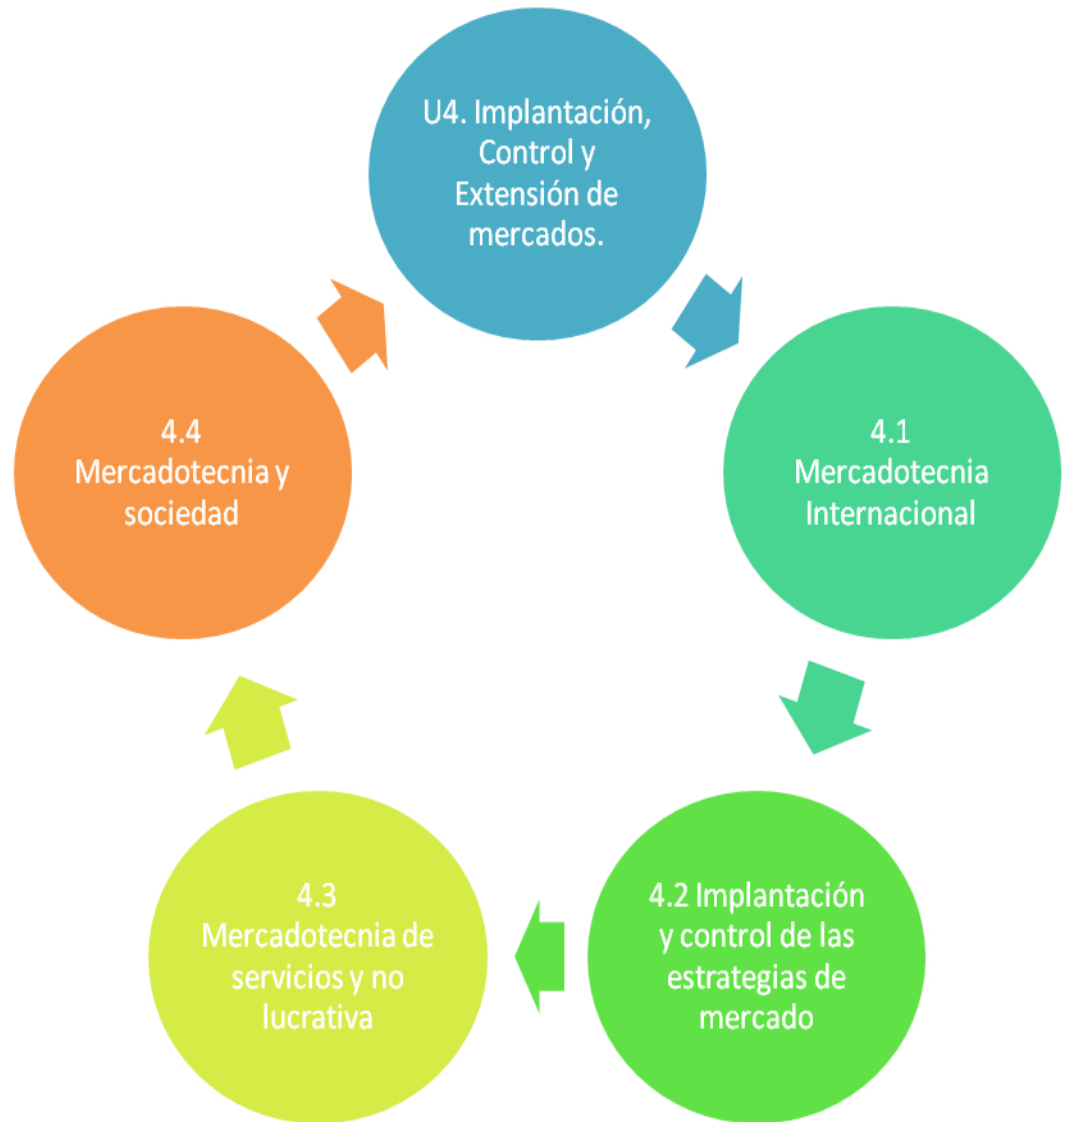 U4. Implantación,
Control y
Extensión de
mercados.
4.1
Mercadotecnia
Internacional
4.2 Implantación
y control de las
estrategias de
mercado
4.3
Mercadotecnia de
servicios y no
lucrativa
4.4
Mercadotecnia y
sociedad